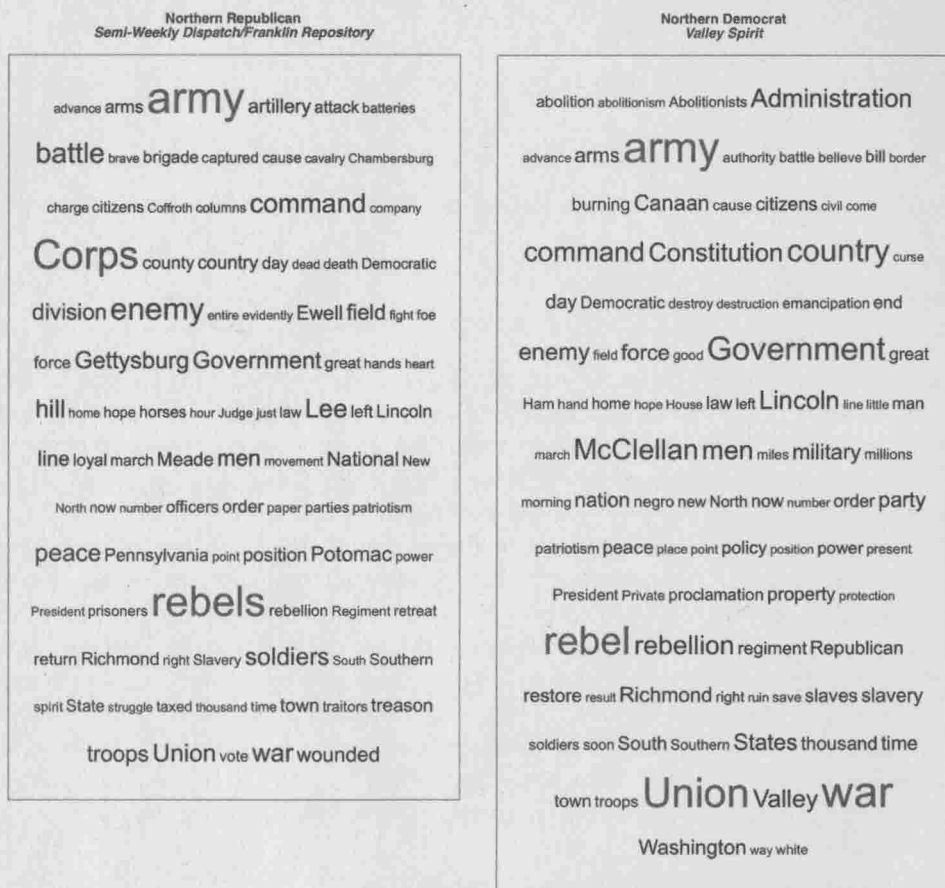 Northern Republican
Semi-Weekly Dispatch/Franklin Repository
advance arms army artillery attack batteries
battle brave brigade captured cause cavalry Chambersburg
charge citizens Coffroth columns command company
Corps county country day dead death Democratic
division enemy entire evidently Ewell field fight foe
force Gettysburg Government great hands heart
hill home hope horses hour Judge just law Lee left Lincoln
line loyal march Meade men movement National New
North now number officers order paper parties patriotism
peace Pennsylvania point position Potomac power
President prisoners rebels rebellion Regiment retreat
return Richmond right Slavery soldiers South Southern
spirit State struggle taxed thousand time town traitors treason
troops Union vote war wounded
Northern Democrat
Valley Spirit
abolition abolitionism Abolitionists Administration
advance arms army authority battle believe bill border
burning Canaan cause citizens civil come
command Constitution country curse
day Democratic destroy destruction emancipation end
enemy field force good Government great
Ham hand home hope House law left Lincoln line little man
march McClellan men miles military millions
morning nation negro new North now number order party
patriotism peace place point policy position power present
President Private proclamation property protection
rebel rebellion regiment Republican
restore result Richmond right ruin save slaves slavery
soldiers soon South Southern States thousand time
town troops Union Valley war
Washington way white